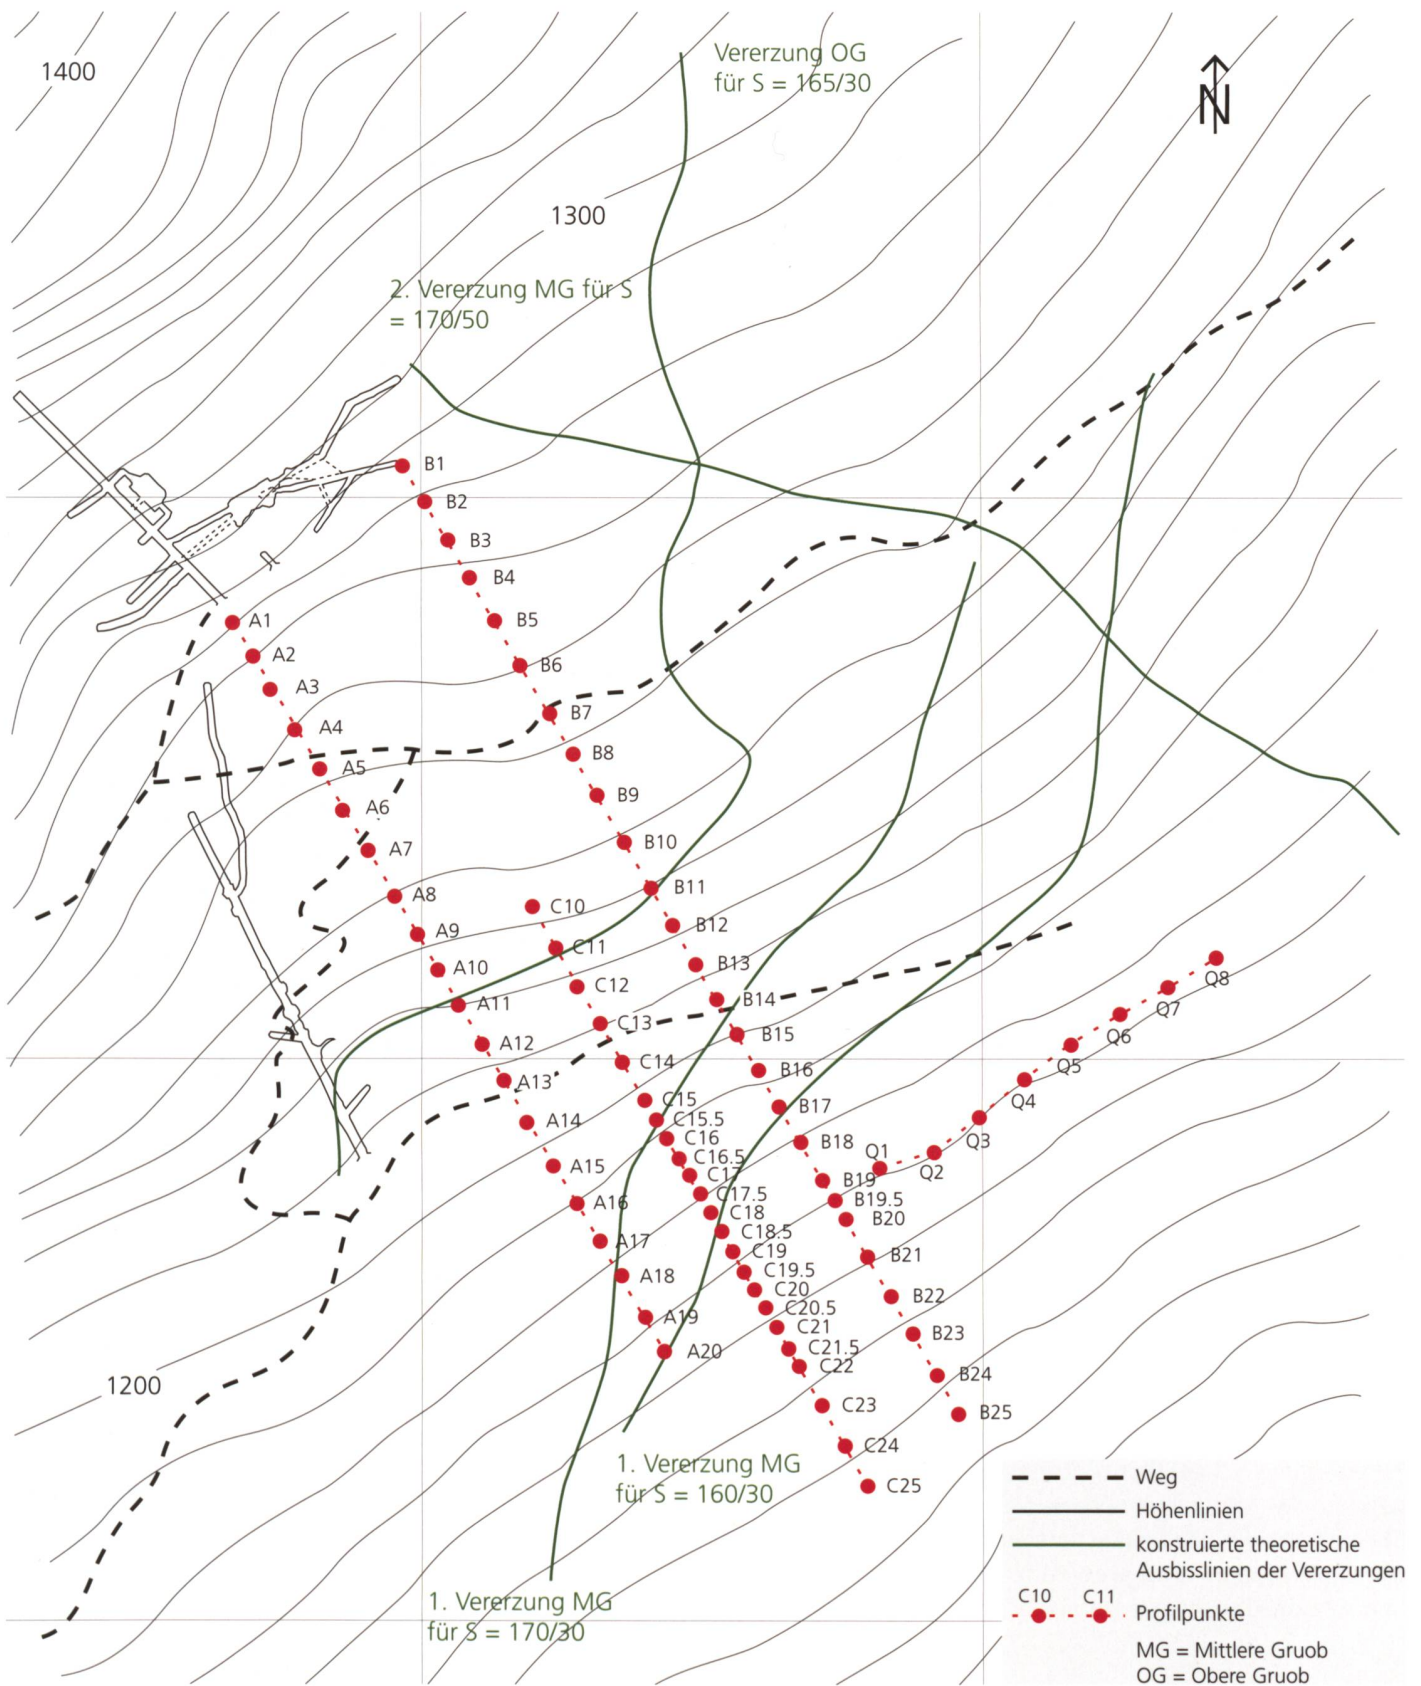 1400
Vererzung OG
für S = 165/30
N
1300
2. Vererzung MG für S
= 170/50
B1
B2
B3
B4
A1
B5
A2
B6
A3
B7
A4
B8
A5
B9
A6
B10
A7
B11
A8
C10
B12
A9
C11
B13
A10
Q8
C12
Q7
B14
A11
C13
Q6
B15
A12
C14
Q5
B16
A13
C15
Q4
B17
A14
C15.5
Q3
C16
B18
Q1
Q2
A15
C16.5
C17
B19
C17.5
B19.5
A16
C18
B20
C18.5
A17
C19
B21
C19.5
A18
C20
B22
C20.5
A19
C21
B23
C21.5
A20
C22
B24
1200
C23
B25
C24
1. Vererzung MG
für S = 160/30
C25
1. Vererzung MG
für S = 170/30
Weg
Höhenlinien
konstruierte theoretische
Ausbisslinien der Vererzungen
C10 C11
Profilpunkte
MG = Mittlere Gruob
OG = Obere Gruob